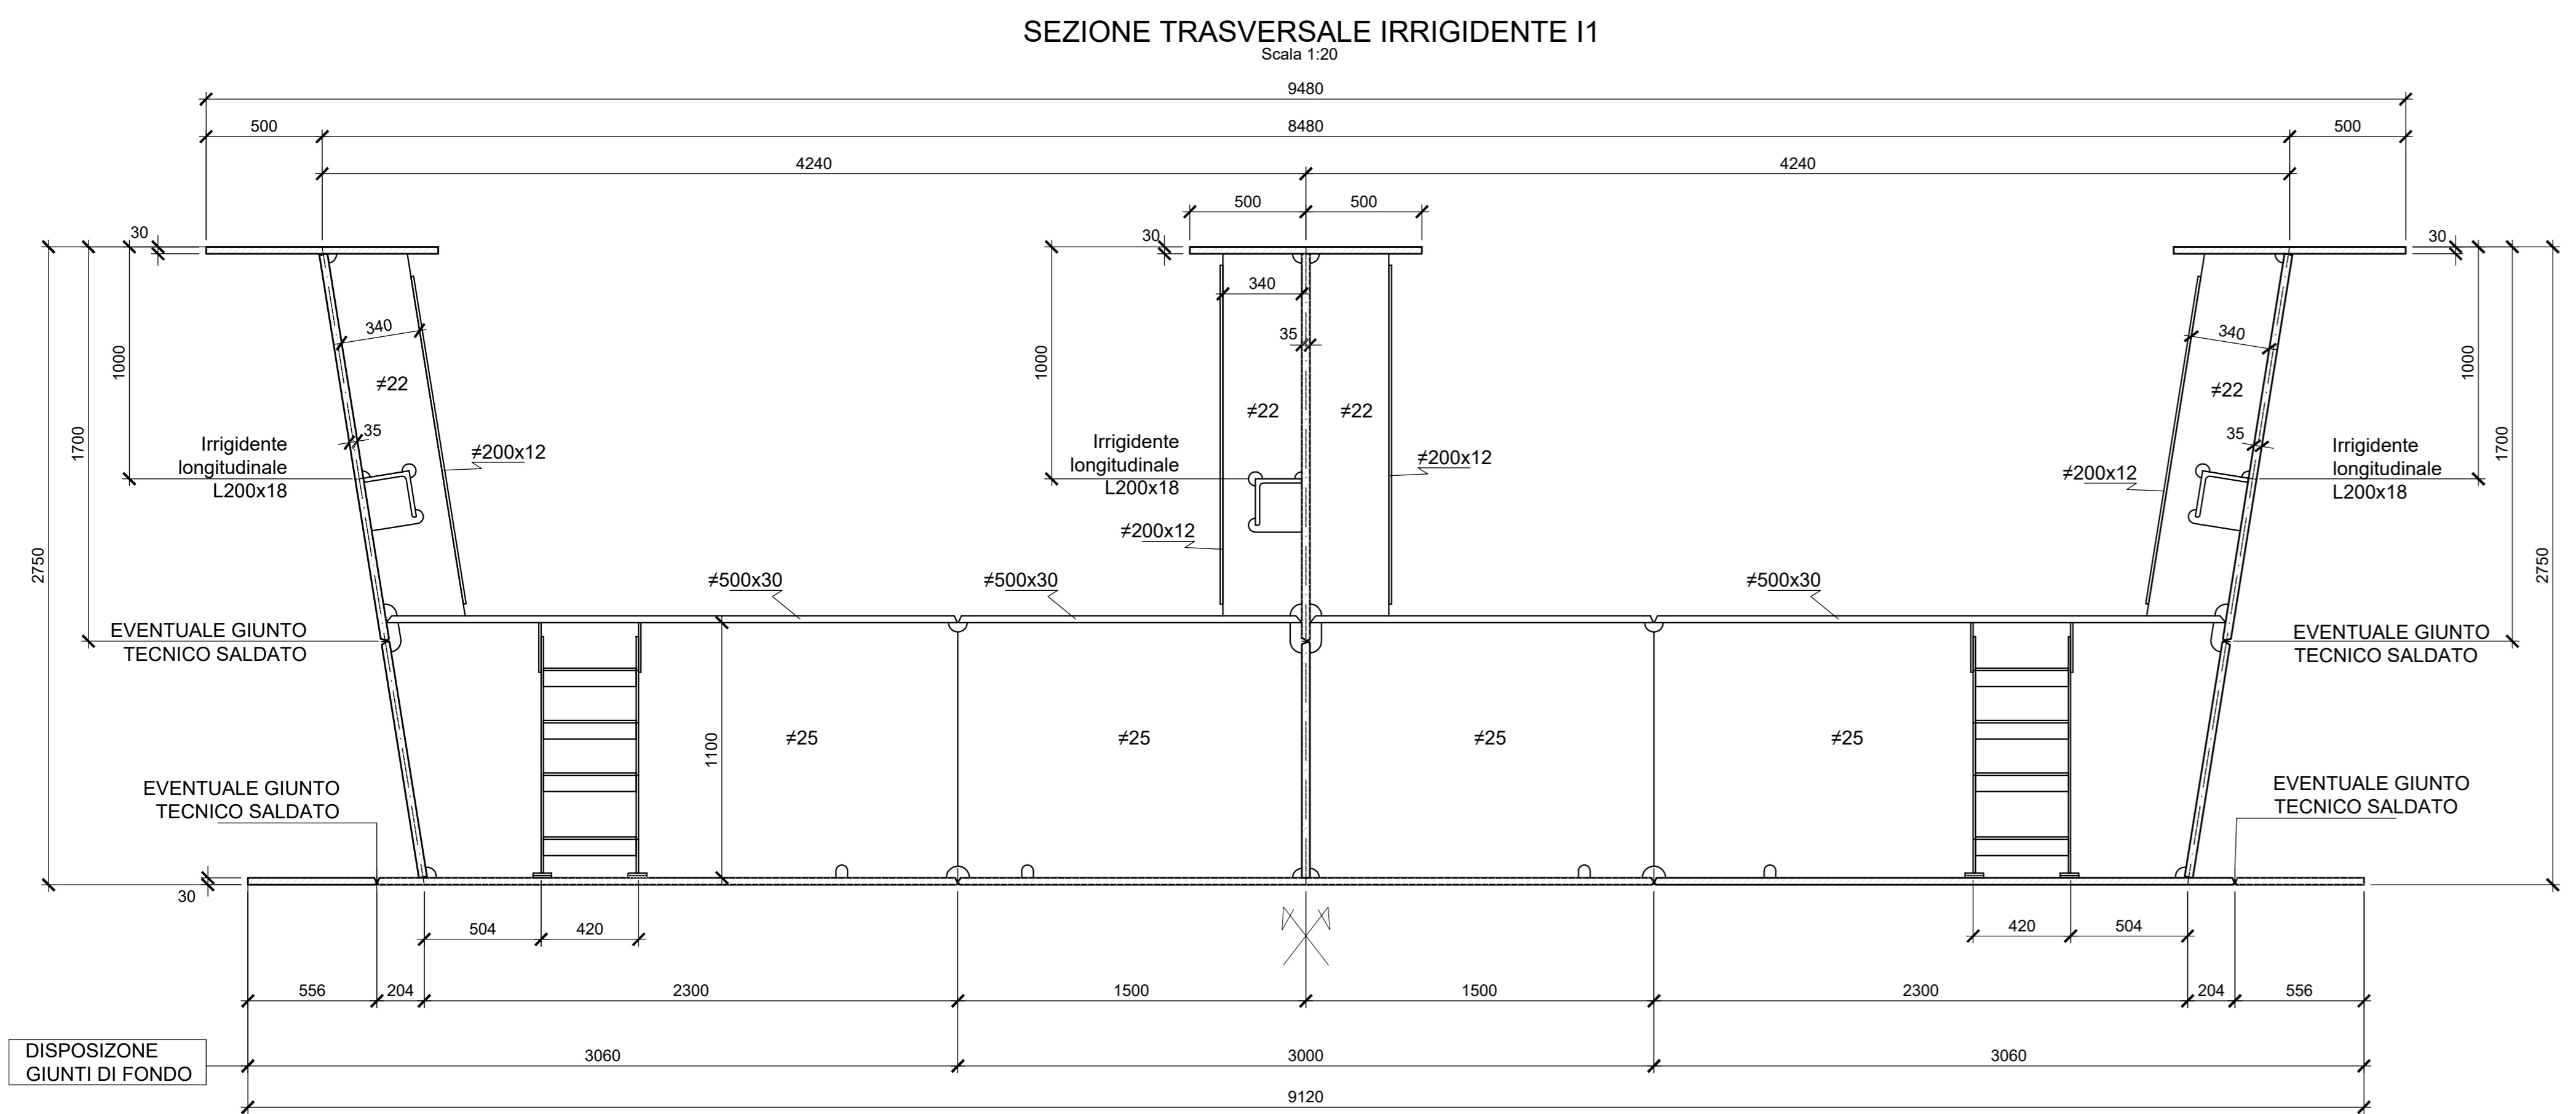 SEZIONE TRASVERSALE IRRIGIDENTE I1
Scala 1:20
9480
500
8480
500
4240
4240
500
500
30
30
30
340
340
340
35
35
35
1000
1000
1000
1700
1700
2750
2750
≠22
≠22
≠22
≠22
Irrigidente
longitudinale
L200x18
≠200x12
Irrigidente
longitudinale
L200x18
≠200x12
≠200x12
≠200x12
Irrigidente
longitudinale
L200x18
≠500x30
≠500x30
≠500x30
EVENTUALE GIUNTO
TECNICO SALDATO
EVENTUALE GIUNTO
TECNICO SALDATO
1100
≠25
≠25
≠25
≠25
EVENTUALE GIUNTO
TECNICO SALDATO
EVENTUALE GIUNTO
TECNICO SALDATO
30
504
420
420
504
556
204
2300
1500
1500
2300
204
556
DISPOSIZONE
GIUNTI DI FONDO
3060
3000
3060
9120